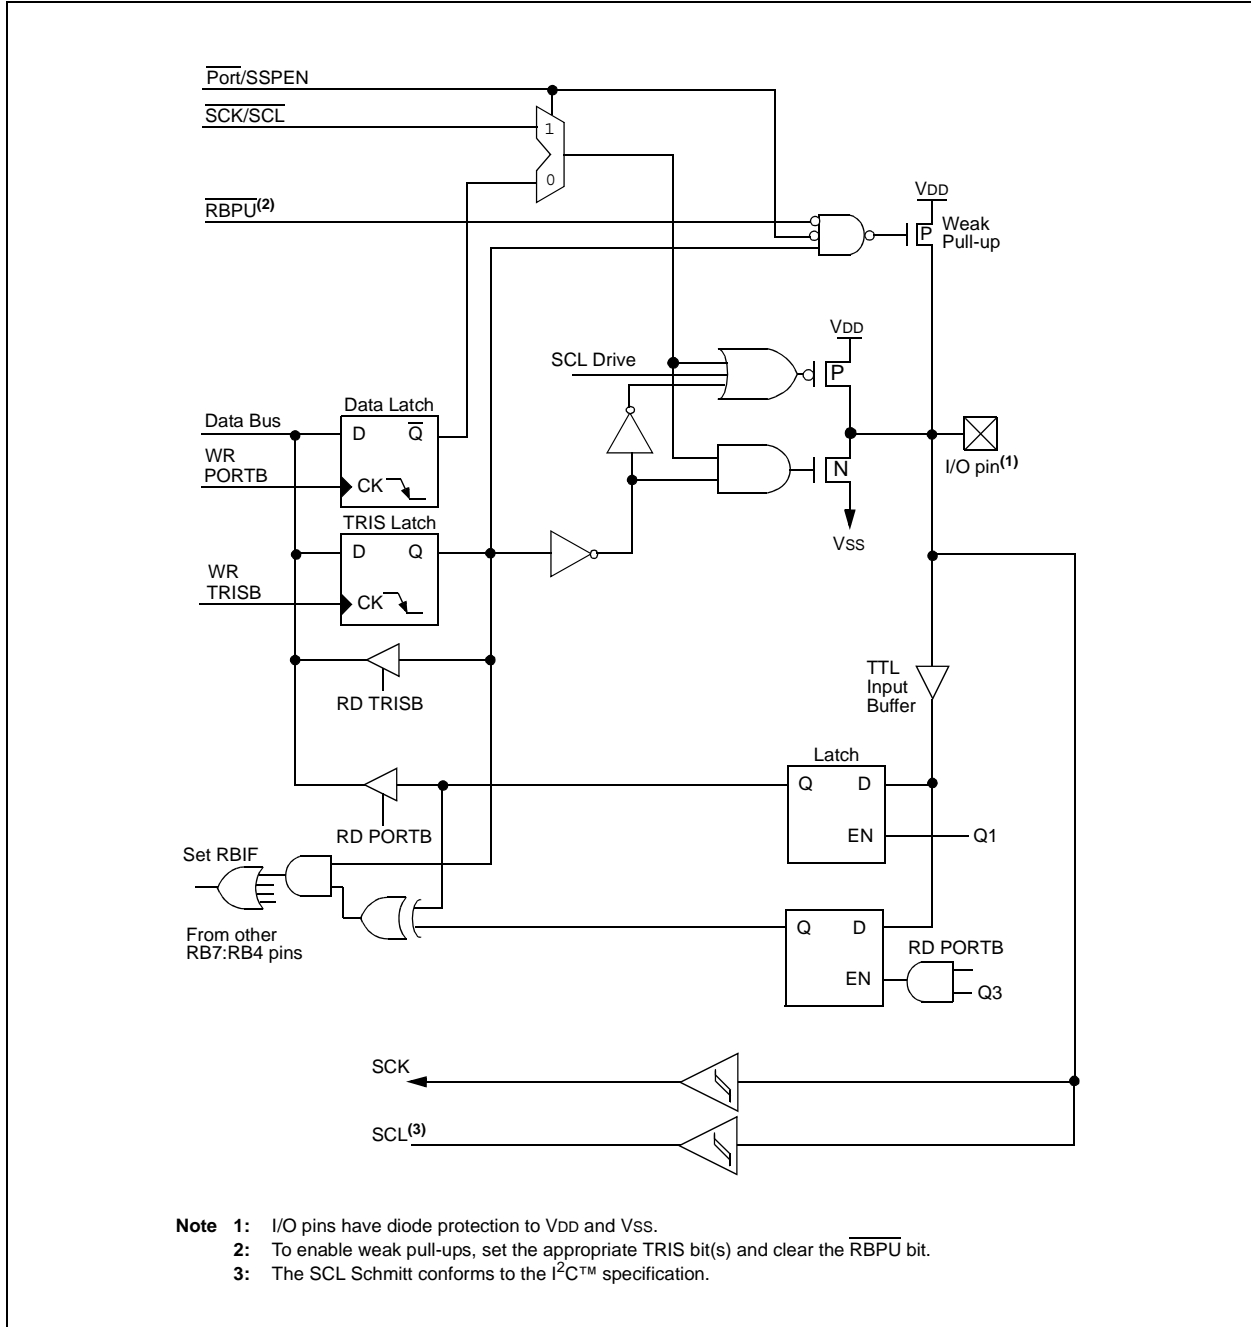 Port/SSPEN
SCK/SCL
1
0
RBPU(2)
VDD
P
Weak
Pull-up
VDD
SCL Drive
P
Data Latch
Data Bus
D
Q
WR
PORTB
CK
N
I/O pin(1)
VSS
TRIS Latch
D
Q
WR
TRISB
CK
RD TRISB
TTL
Input
Buffer
Latch
Q
D
EN
Q1
RD PORTB
Set RBIF
From other
RB7:RB4 pins
Q
D
EN
RD PORTB
Q3
SCK
SCL(3)
Note 1: I/O pins have diode protection to VDD and VSS.
2: To enable weak pull-ups, set the appropriate TRIS bit(s) and clear the RBPU bit.
3: The SCL Schmitt conforms to the I2C™ specification.